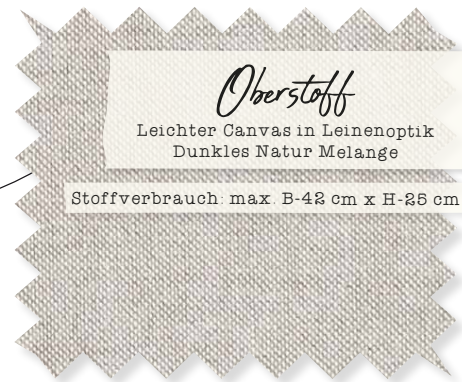 Oberstoff
Leichter Canvas in Leinenoptik
Dunkles Natur Melange
Stoffverbrauch: max. B-42 cm x H-25 cm